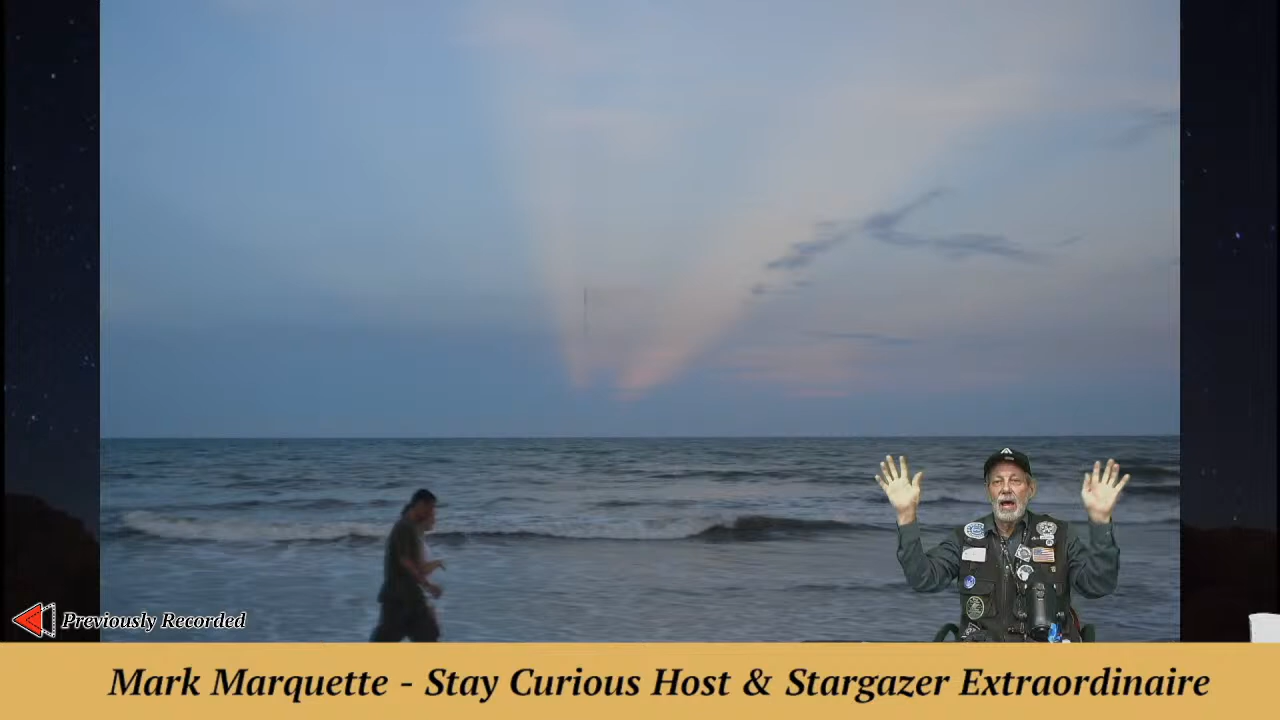 Previously Recorded
Mark Marquette - Stay Curious Host & Stargazer Extraordinaire